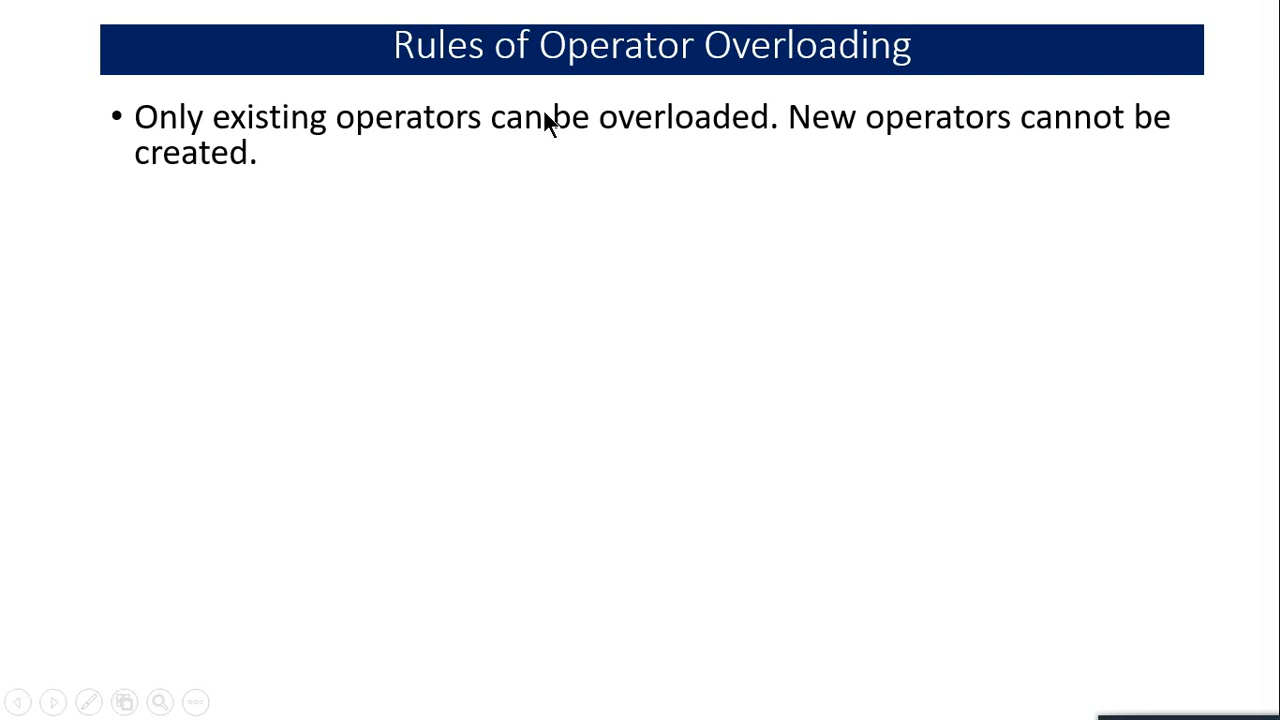 Rules of Operator Overloading
• Only existing operators can be overloaded. New operators cannot be
created.